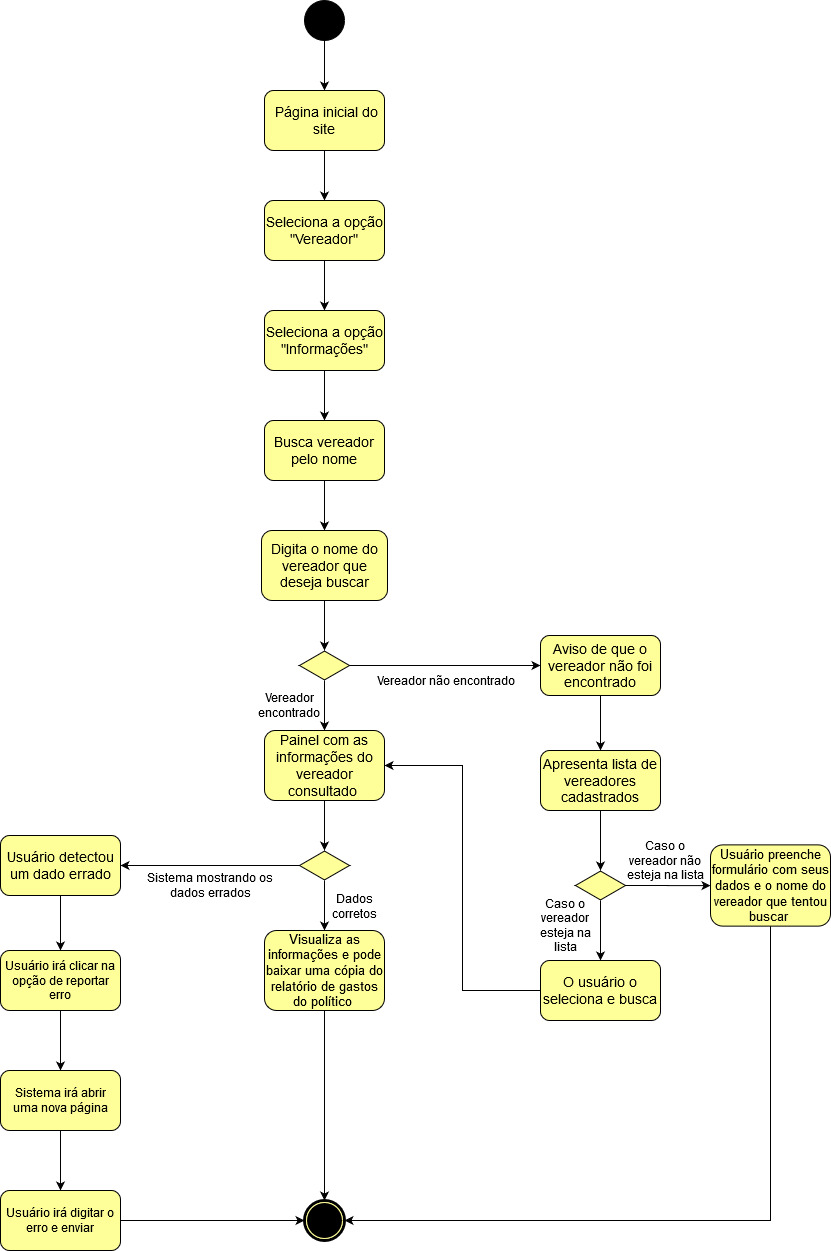 Página inicial do
site
Seleciona a opção
"Vereador"
Seleciona a opção
"Informações"
Busca vereador
pelo nome
Digita o nome do
vereador que
deseja buscar
Vereador não encontrado
Aviso de que o
vereador não foi
encontrado
Vereador
encontrado
Painel com as
informações do
vereador
consultado
Apresenta lista de
vereadores
cadastrados
Caso o
vereador não
esteja na lista
Usuário preenche
formulário com seus
dados e o nome do
vereador que tentou
buscar
Caso o
vereador
esteja na
lista
O usuário o
seleciona e busca
Sistema mostrando os
dados errados
Usuário detectou
um dado errado
Dados
corretos
Visualiza as
informações e pode
baixar uma cópia do
relatório de gastos
do político
Usuário irá clicar na
opção de reportar
erro
Sistema irá abrir
uma nova página
Usuário irá digitar o
erro e enviar